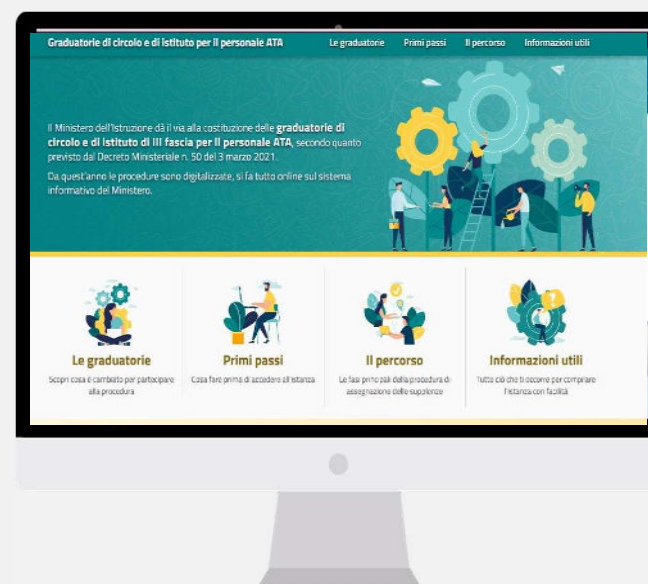 Graduatorie di circolo e di istituto per il personale ATA
Le graduatorie
Primi passi
Il percorso
Informazioni utili
Il Ministero dell'Istruzione dà il via alla costituzione delle graduatorie di
circolo e di istituto di III fascia per il personale ATA, secondo quanto
previsto dal Decreto Ministeriale n. 50 del 3 marzo 2021.
Da quest'anno le procedure sono digitalizzate, si fa tutto online sul sistema
informativo del Ministero.
Le graduatorie
Scopri cosa è cambiato per partecipare
alla procedura
Primi passi
Cosa fare prima di accedere all'istanza
Il percorso
Le fasi principali della procedura di
assegnazione delle supplenze
Informazioni utili
Tutto ciò che ti occorre per compilare
l'istanza con facilità